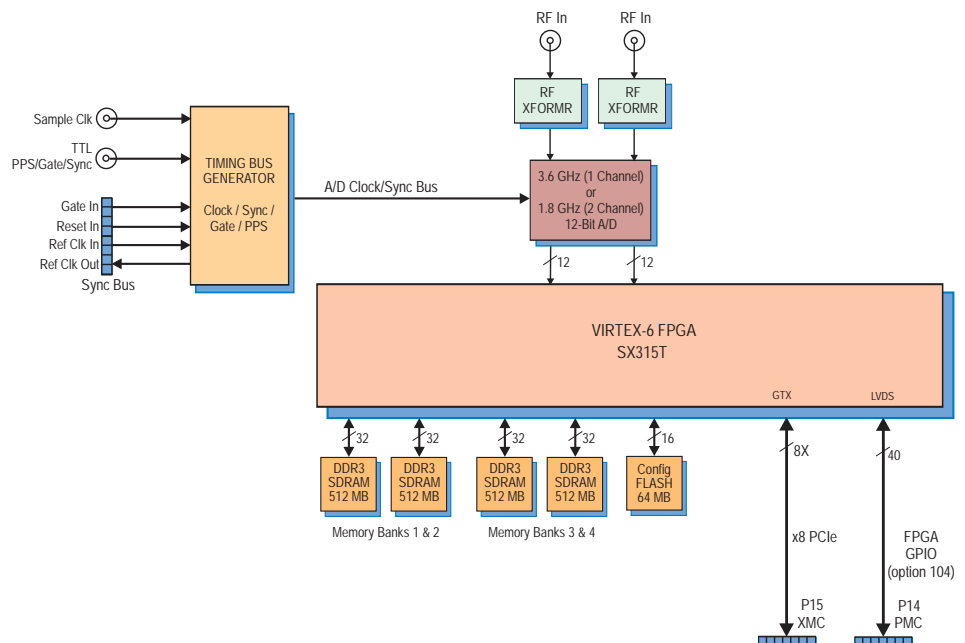 RF In
RF In
RF
XFORMR
RF
XFORMR
Sample Clk
TTL
PPS/Gate/Sync
TIMING BUS
GENERATOR
Clock / Sync /
Gate / PPS
A/D Clock/Sync Bus
3.6 GHz (1 Channel)
or
1.8 GHz (2 Channel)
12-Bit A/D
Gate In
Reset In
Ref Clk In
Ref Clk Out
Sync Bus
12
12
VIRTEX-6 FPGA
SX315T
GTX
LVDS
32
32
32
32
16
8X
40
DDR3
SDRAM
512 MB
DDR3
SDRAM
512 MB
DDR3
SDRAM
512 MB
DDR3
SDRAM
512 MB
Config
FLASH
64 MB
Memory Banks 1 & 2
Memory Banks 3 & 4
x8 PCIe
FPGA
GPIO
(option 104)
P15
XMC
P14
PMC